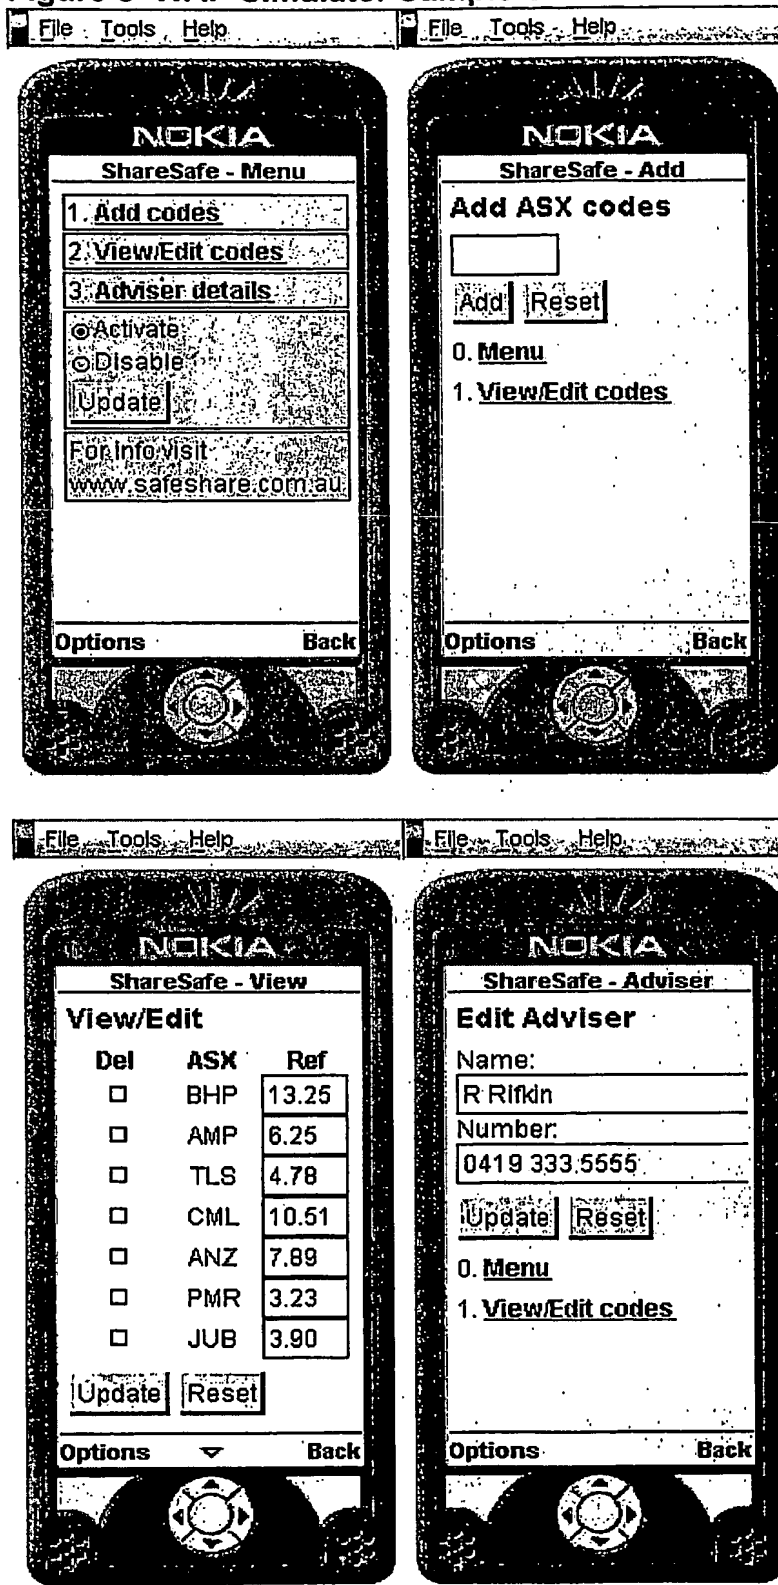 File Tools Help
NOKIA
ShareSafe - Menu
1. Add codes
2. View/Edit codes
3. Adviser details
Activate
Disable
Update
For info visit
www.safeshare.com.au
Options Back
File Tools Help
NOKIA
ShareSafe - Add
Add ASX codes
Add Reset
0. Menu
1. View/Edit codes
Options Back
File Tools Help
NOKIA
ShareSafe - View
View/Edit
Del ASX Ref
BHP 13.25
AMP 6.25
TLS 4.78
CML 10.51
ANZ 7.89
PMR 3.23
JUB 3.90
Update Reset
Options Back
File Tools Help
NOKIA
ShareSafe - Adviser
Edit Adviser
Name:
R Rifkin
Number:
0419 333 5555
Update Reset
0. Menu
1. View/Edit codes
Options Back